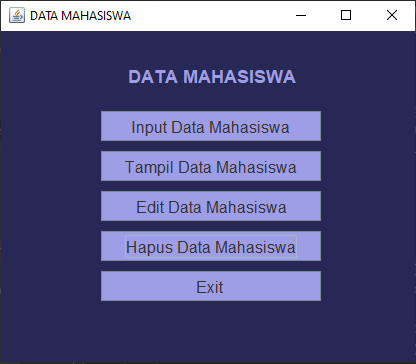 DATA MAHASISWA
DATA MAHASISWA
Input Data Mahasiswa
Tampil Data Mahasiswa
Edit Data Mahasiswa
Hapus Data Mahasiswa
Exit